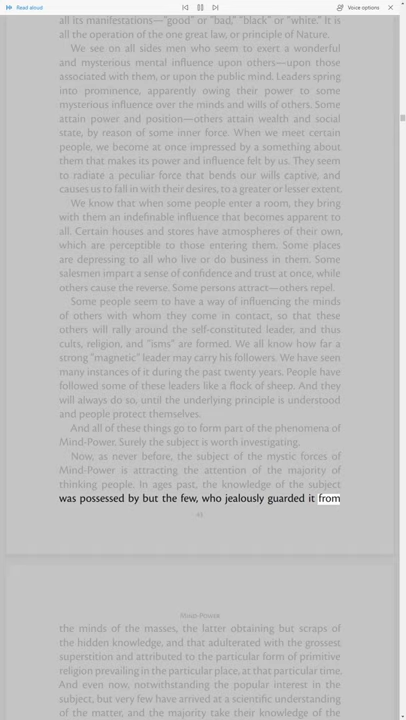 Read aloud
Voice options
all its manifestations—"good" or "bad," "black" or "white." It is
all the operation of the one great law, or principle of Nature.
We see on all sides men who seem to exert a wonderful
and mysterious mental influence upon others—upon those
associated with them, or upon the public mind. Leaders spring
into prominence, apparently owing their power to some
mysterious influence over the minds and wills of others. Some
attain power and position—others attain wealth and social
state, by reason of some inner force. When we meet certain
people, we become at once impressed by a something about
them that makes its power and influence felt by us. They seem
to radiate a peculiar force that bends our wills captive, and
causes us to fall in with their desires, to a greater or lesser extent.
We know that when some people enter a room, they bring
with them an indefinable influence that becomes apparent to
all. Certain houses and stores have atmospheres of their own,
which are perceptible to those entering them. Some places
are depressing to all who live or do business in them. Some
salesmen impart a sense of confidence and trust at once, while
others cause the reverse. Some persons attract—others repel.
Some people seem to have a way of influencing the minds
of others with whom they come in contact, so that these
others will rally around the self-constituted leader, and thus
cults, religion, and "isms" are formed. We all know how far a
strong "magnetic" leader may carry his followers. We have seen
many instances of it during the past twenty years. People have
followed some of these leaders like a flock of sheep. And they
will always do so, until the underlying principle is understood
and people protect themselves.
And all of these things go to form part of the phenomena of
Mind-Power. Surely the subject is worth investigating.
Now, as never before, the subject of the mystic forces of
Mind-Power is attracting the attention of the majority of
thinking people. In ages past, the knowledge of the subject
was possessed by but the few, who jealously guarded it from
Mind-Power
the minds of the masses, the latter obtaining but scraps of
the hidden knowledge, and that adulterated with the grossest
superstition and attributed to the particular form of primitive
religion prevailing in the particular place, at that particular time.
And even now, notwithstanding the popular interest in the
subject, but very few have arrived at a scientific understanding
of the matter, and the majority take their knowledge of the